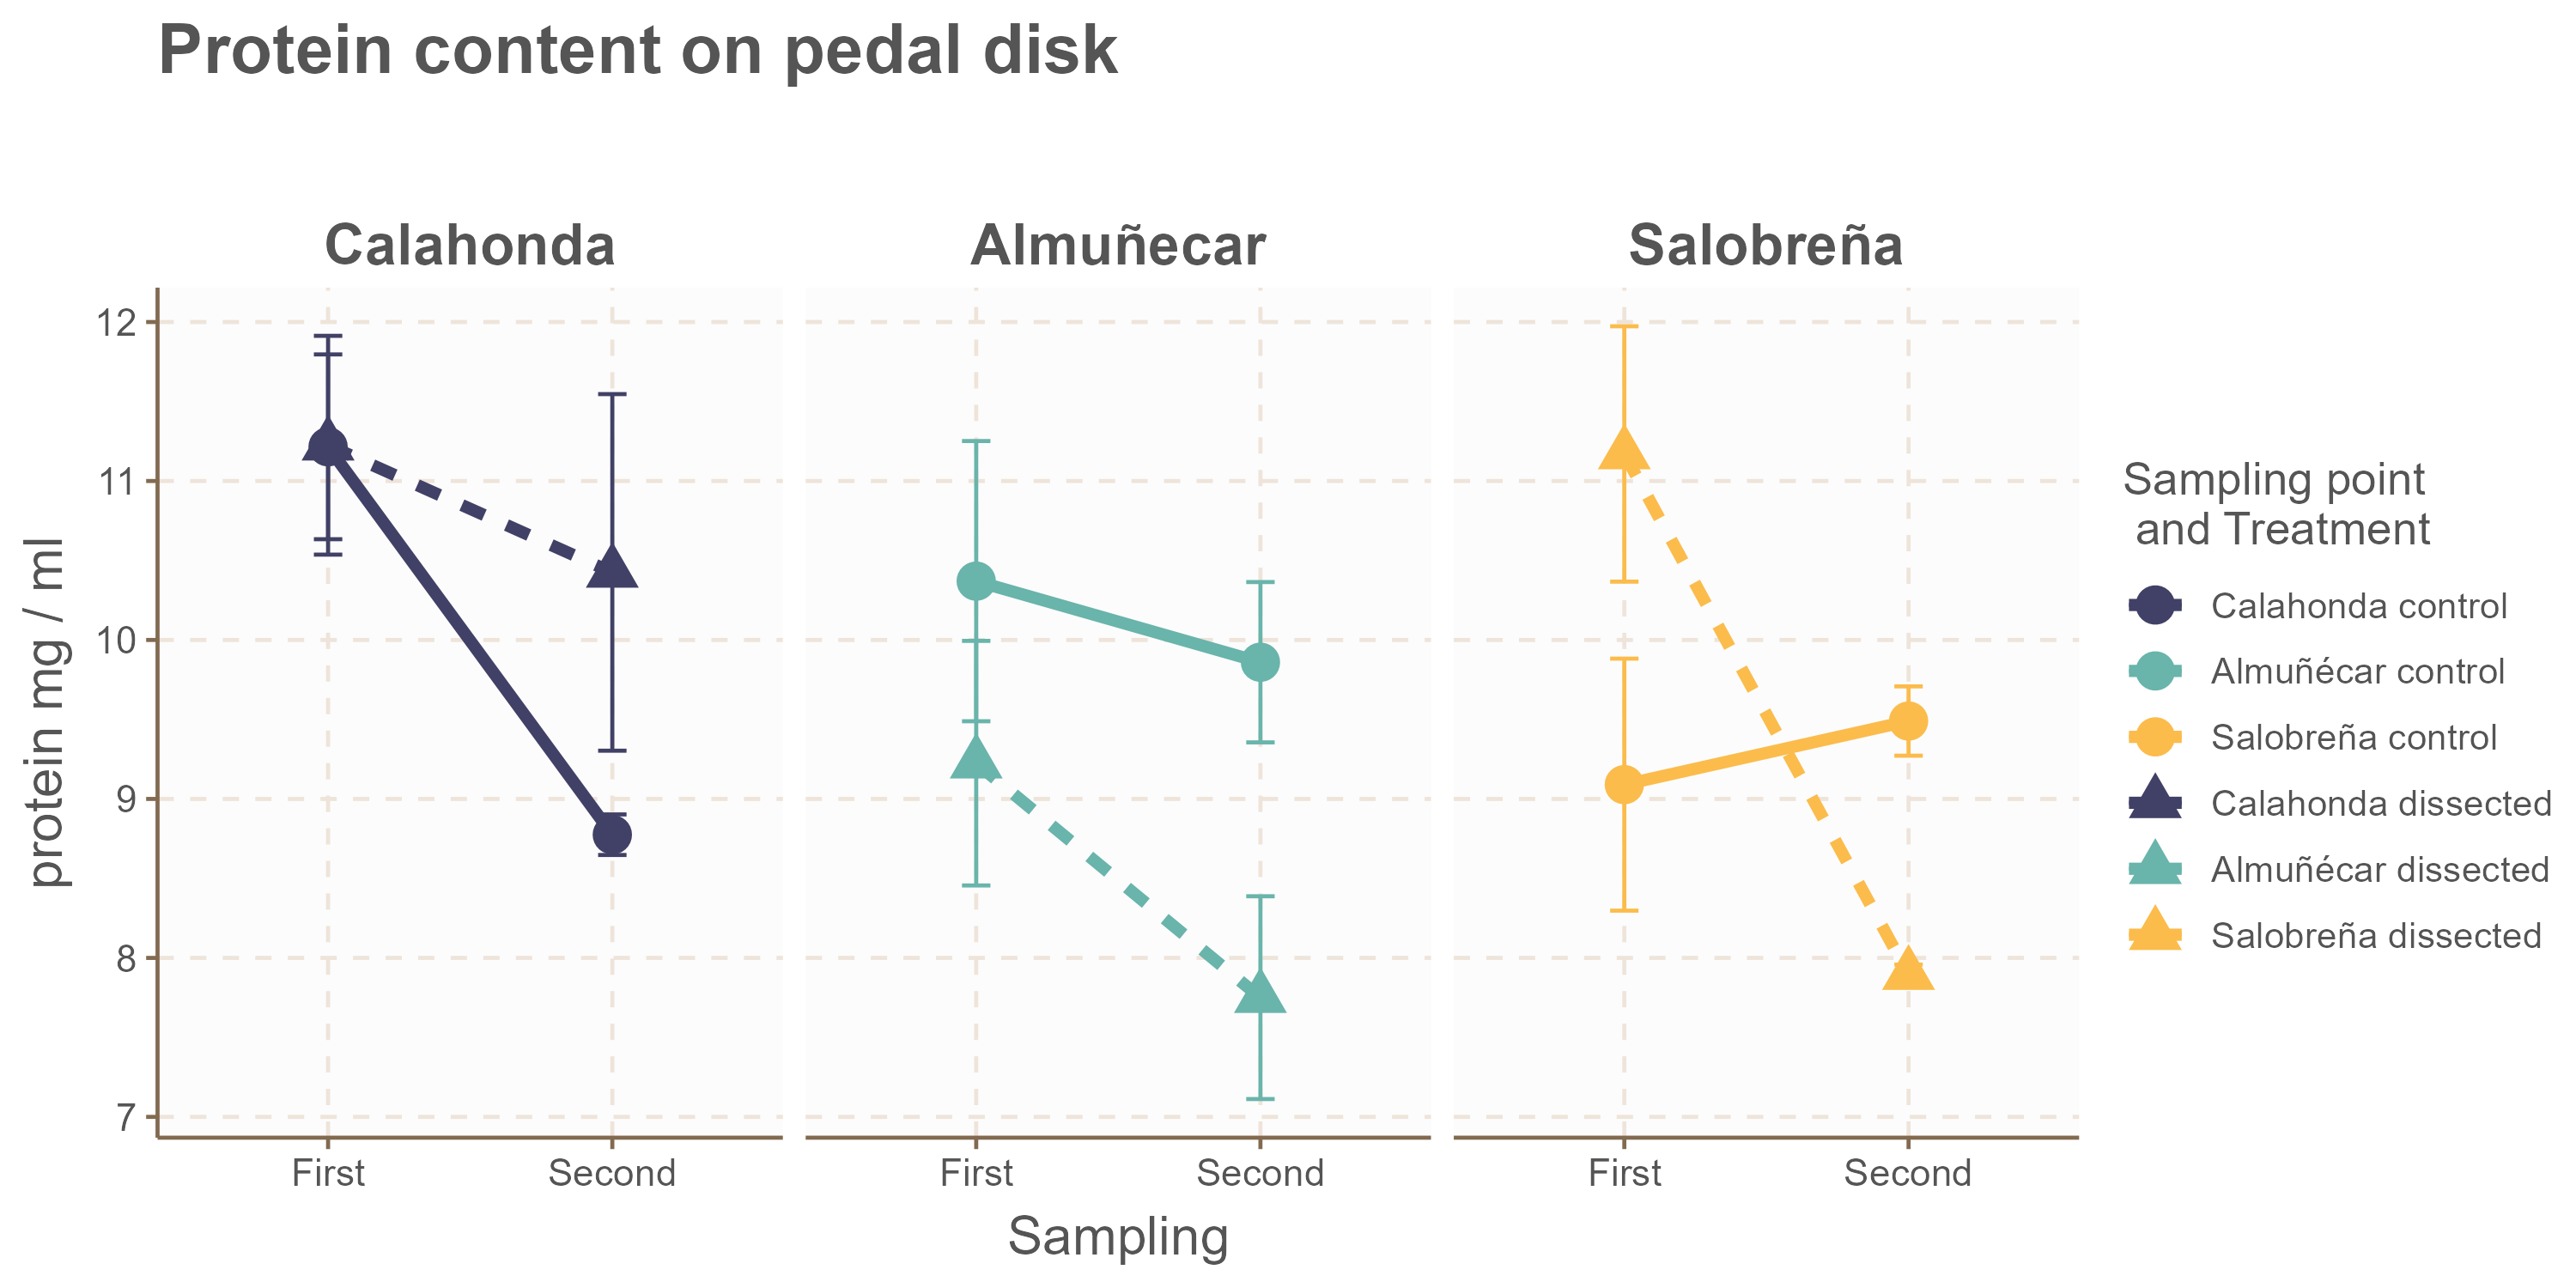 Protein content on pedal disk
Calahonda
Almuñecar
Salobreña
protein mg / ml
12
11
10
9
8
7
First
Second
First
Second
First
Second
Sampling
Sampling point
and Treatment
Calahonda control
Almuñécar control
Salobreña control
Calahonda dissected
Almuñécar dissected
Salobreña dissected